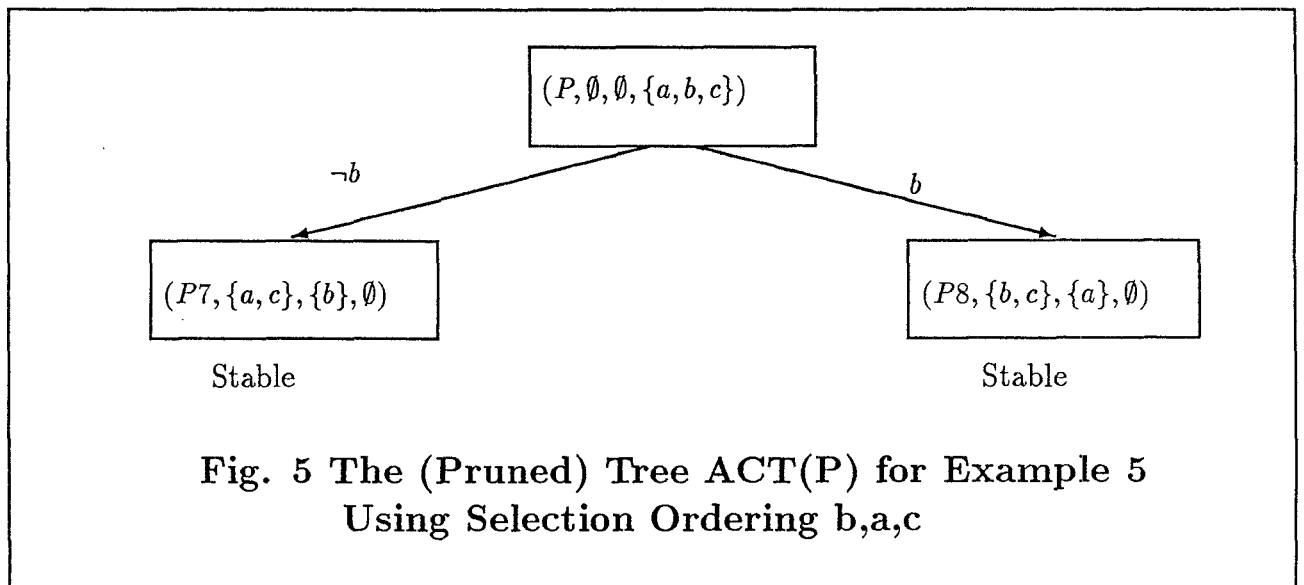 (P, ∅, ∅, {a, b, c})
¬b
b
(P7, {a, c}, {b}, ∅)
(P8, {b, c}, {a}, ∅)
Stable
Stable
Fig. 5 The (Pruned) Tree ACT(P) for Example 5
Using Selection Ordering b,a,c